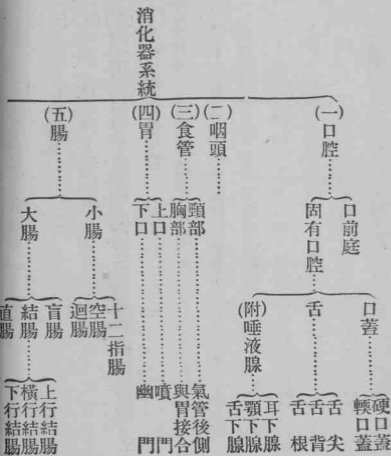 消化器系統
(一)口腔
口前庭
固有口腔
口蓋
硬口蓋
輭口蓋
舌
舌尖
舌背
舌根
(附)唾液腺
耳下腺
顎下腺
舌下腺
(二)咽頭
(三)食管
頸部
氣管後側
胸部
與胃接合
(四)胃
上口
噴門
下口
幽門
(五)腸
小腸
十二指腸
空腸
迴腸
大腸
盲腸
結腸
上行結腸
橫行結腸
下行結腸
直腸